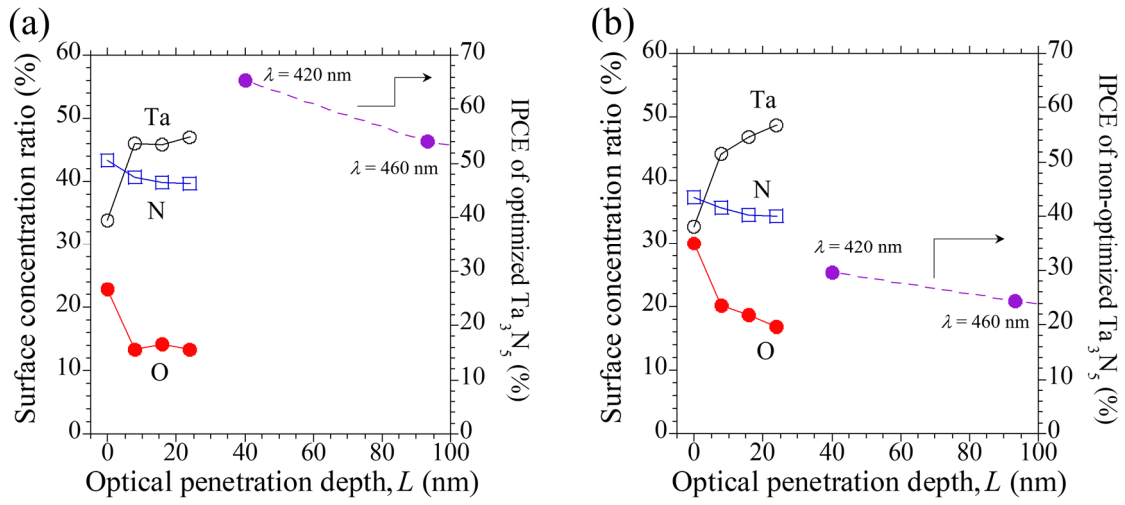 (a)
Surface concentration ratio (%)
60
50
40
30
20
10
0
70
60
50
40
30
20
10
0
IPCE of optimized Ta3N5 (%)
λ = 420 nm
λ = 460 nm
Ta
N
O
0
20
40
60
80
100
Optical penetration depth, L (nm)
(b)
Surface concentration ratio (%)
60
50
40
30
20
10
0
70
60
50
40
30
20
10
0
IPCE of non-optimized Ta3N5 (%)
Ta
N
λ = 420 nm
λ = 460 nm
O
0
20
40
60
80
100
Optical penetration depth, L (nm)